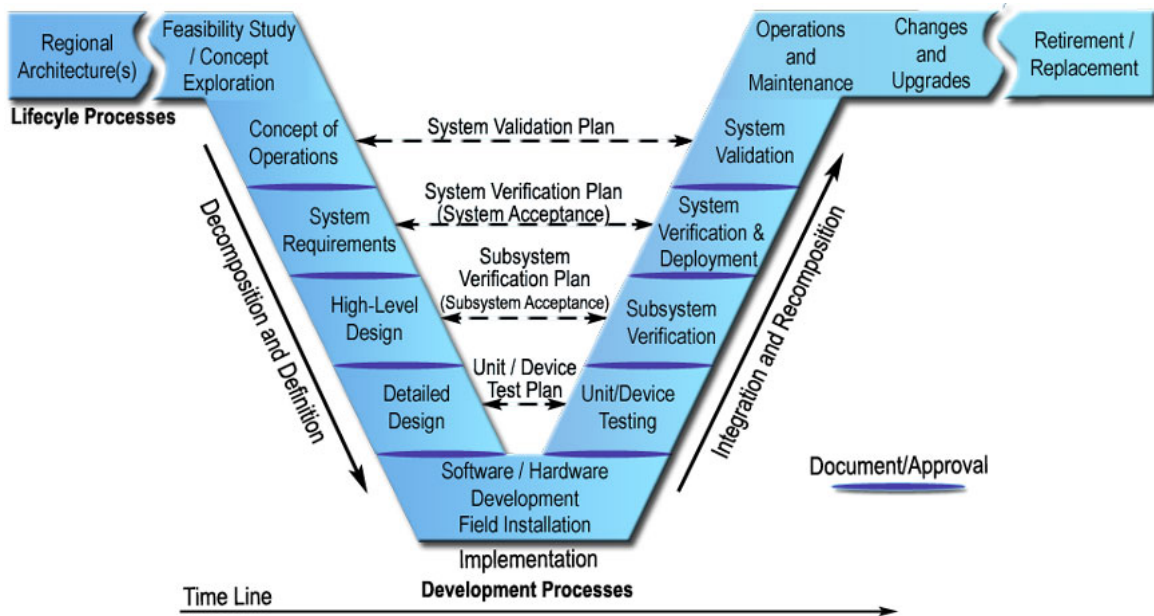 Regional
Architecture(s)
Feasibility Study
/ Concept
Exploration
Operations
and
Maintenance
Changes
and
Upgrades
Retirement /
Replacement
Lifecyle Processes
Concept of
Operations
System Validation Plan
System
Validation
System
Requirements
System Verification Plan
(System Acceptance)
System
Verification &
Deployment
High-Level
Design
Subsystem
Verification Plan
(Subsystem Acceptance)
Subsystem
Verification
Detailed
Design
Unit / Device
Test Plan
Unit/Device
Testing
Decomposition and Definition
Integration and Recomposition
Software / Hardware
Development
Field Installation
Document/Approval
Implementation
Development Processes
Time Line